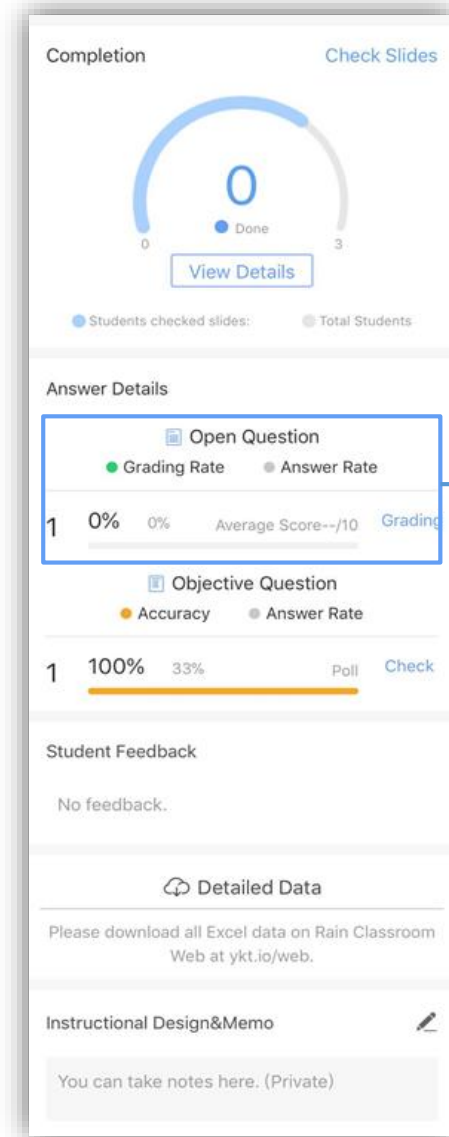 Completion Check Slides
0
Done
0 3
View Details
Students checked slides: Total Students
Answer Details
Open Question
Grading Rate Answer Rate
1 0% 0% Average Score--/10 Grading
Objective Question
Accuracy Answer Rate
1 100% 33% Poll Check
Student Feedback
No feedback.
Detailed Data
Please download all Excel data on Rain Classroom
Web at ykt.io/web.
Instructional Design&Memo
You can take notes here. (Private)